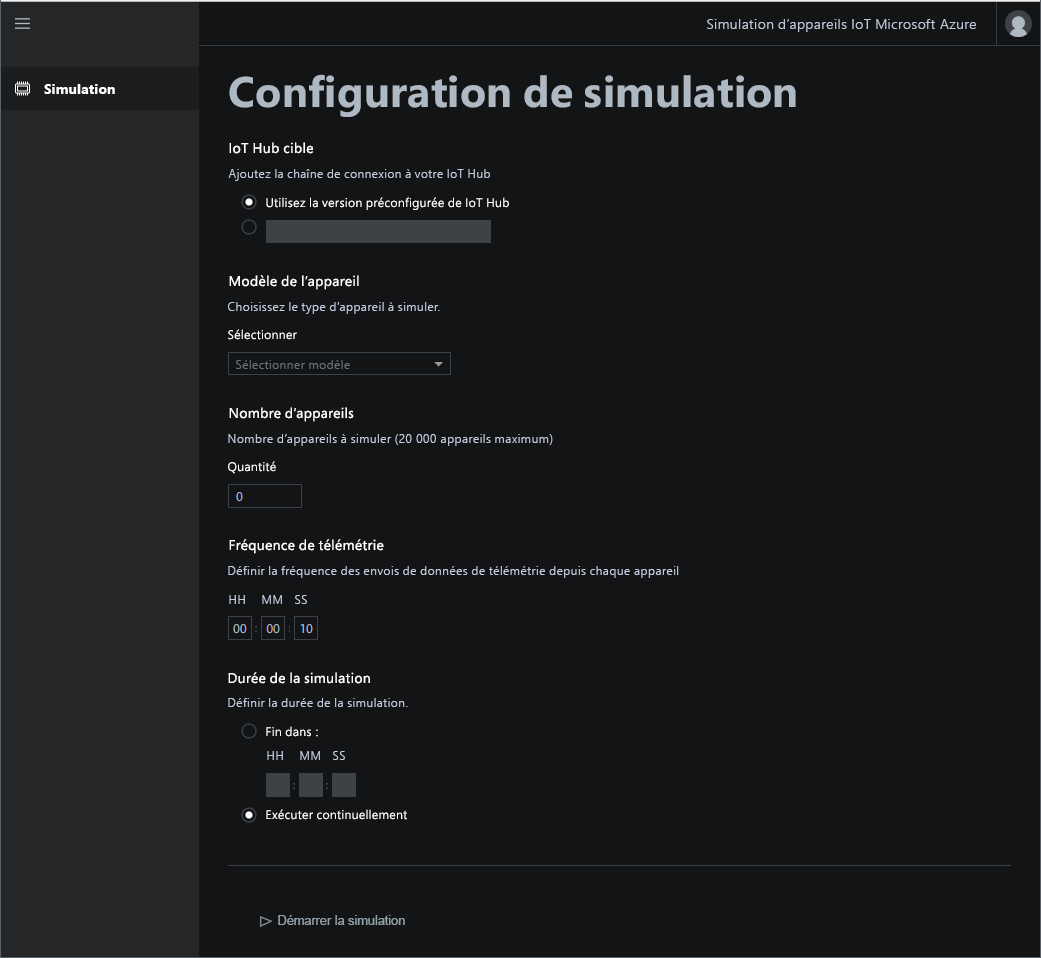 Simulation d'appareils IoT Microsoft Azure
Simulation
Configuration de simulation
IoT Hub cible
Ajoutez la chaîne de connexion à votre IoT Hub
Utilisez la version préconfigurée de IoT Hub
Modèle de l'appareil
Choisissez le type d'appareil à simuler.
Sélectionner
Sélectionner modèle
Nombre d'appareils
Nombre d'appareils à simuler (20 000 appareils maximum)
Quantité
0
Fréquence de télémétrie
Définir la fréquence des envois de données de télémétrie depuis chaque appareil
HH MM SS
00 : 00 : 10
Durée de la simulation
Définir la durée de la simulation.
Fin dans :
HH MM SS
: :
Exécuter continuellement
Démarrer la simulation